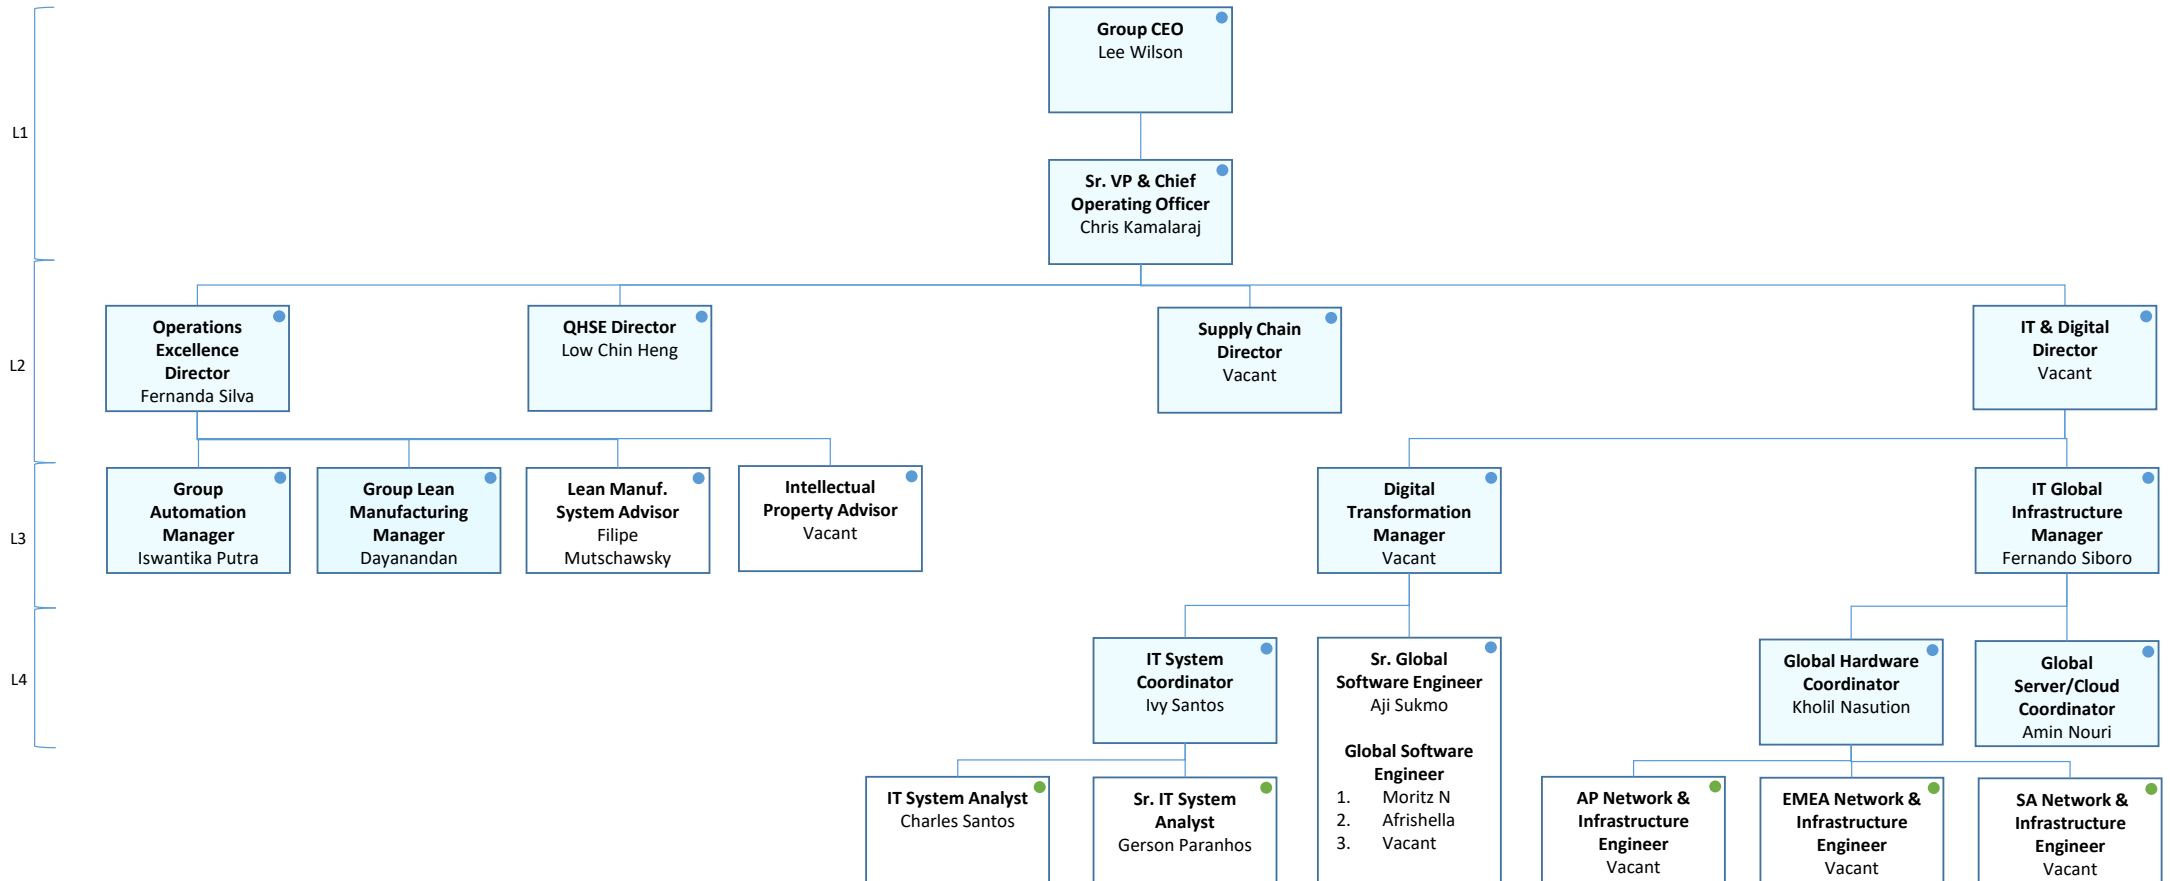 L1
Group CEO
Lee Wilson
Sr. VP & Chief
Operating Officer
Chris Kamalaraj
L2
Operations
Excellence
Director
Fernanda Silva
QHSE Director
Low Chin Heng
Supply Chain
Director
Vacant
IT & Digital
Director
Vacant
L3
Group
Automation
Manager
Iswantika Putra
Group Lean
Manufacturing
Manager
Dayanandan
Lean Manuf.
System Advisor
Filipe
Mutschawsky
Intellectual
Property Advisor
Vacant
Digital
Transformation
Manager
Vacant
IT Global
Infrastructure
Manager
Fernando Siboro
L4
IT System
Coordinator
Ivy Santos
Sr. Global
Software Engineer
Aji Sukmo
Global Software
Engineer
1. Moritz N
2. Afrishella
3. Vacant
Global Hardware
Coordinator
Kholil Nasution
Global
Server/Cloud
Coordinator
Amin Nouri
IT System Analyst
Charles Santos
Sr. IT System
Analyst
Gerson Paranhos
AP Network &
Infrastructure
Engineer
Vacant
EMEA Network &
Infrastructure
Engineer
Vacant
SA Network &
Infrastructure
Engineer
Vacant